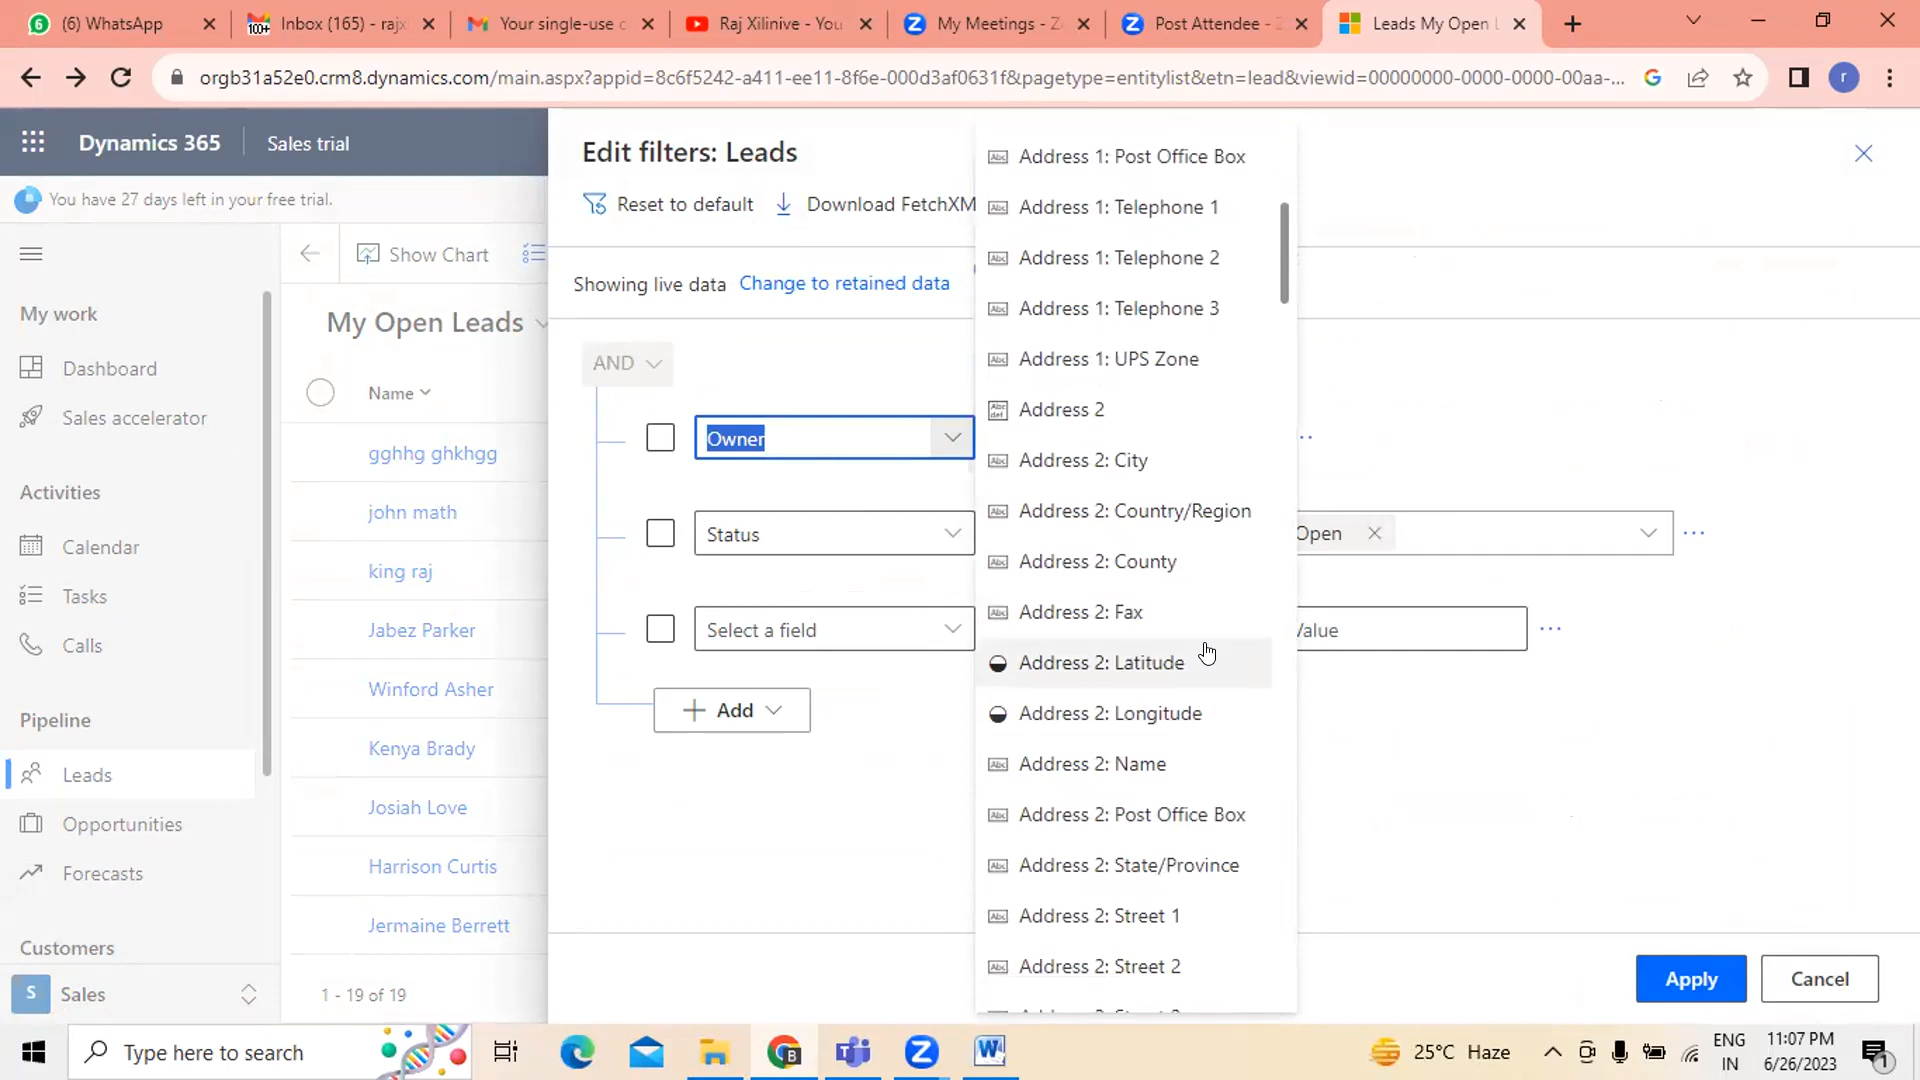 (6) WhatsApp
Inbox (165) - rajx
Your single-use c
Raj Xilinive - You
My Meetings - Zo
Post Attendee - Z
Leads My Open L
orgb31a52e0.crm8.dynamics.com/main.aspx?appid=8c6f5242-a411-ee11-8f6e-000d3af0631f&pagetype=entitylist&etn=lead&viewid=00000000-0000-0000-00aa-...
r
Dynamics 365
Sales trial
You have 27 days left in your free trial.
My work
Dashboard
Sales accelerator
Activities
Calendar
Tasks
Calls
Pipeline
Leads
Opportunities
Forecasts
Customers
S
Sales
Show Chart
My Open Leads
Name
gghhg ghkhgg
john math
king raj
Jabez Parker
Winford Asher
Kenya Brady
Josiah Love
Harrison Curtis
Jermaine Berrett
1 - 19 of 19
Edit filters: Leads
Reset to default
Download FetchXM
Showing live data
Change to retained data
AND
Owner
Status
Open
Select a field
Value
Add
Address 1: Post Office Box
Address 1: Telephone 1
Address 1: Telephone 2
Address 1: Telephone 3
Address 1: UPS Zone
Address 2
Address 2: City
Address 2: Country/Region
Address 2: County
Address 2: Fax
Address 2: Latitude
Address 2: Longitude
Address 2: Name
Address 2: Post Office Box
Address 2: State/Province
Address 2: Street 1
Address 2: Street 2
Apply
Cancel
Type here to search
25°C Haze
ENG
IN
11:07 PM
6/26/2023
1